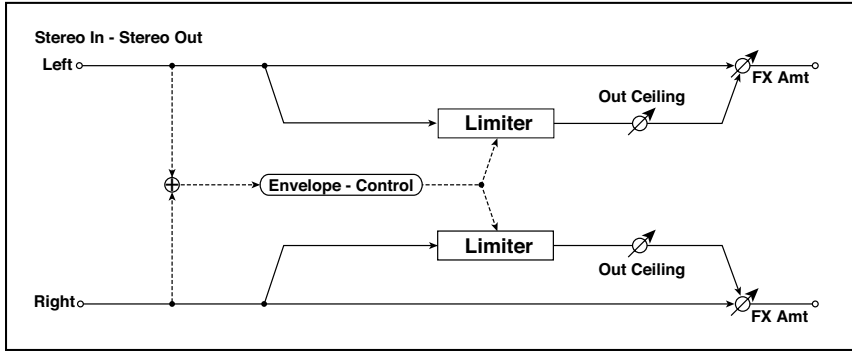 Stereo In - Stereo Out
Left
FX Amt
Out Ceiling
Limiter
Envelope - Control
Limiter
Out Ceiling
Right
FX Amt